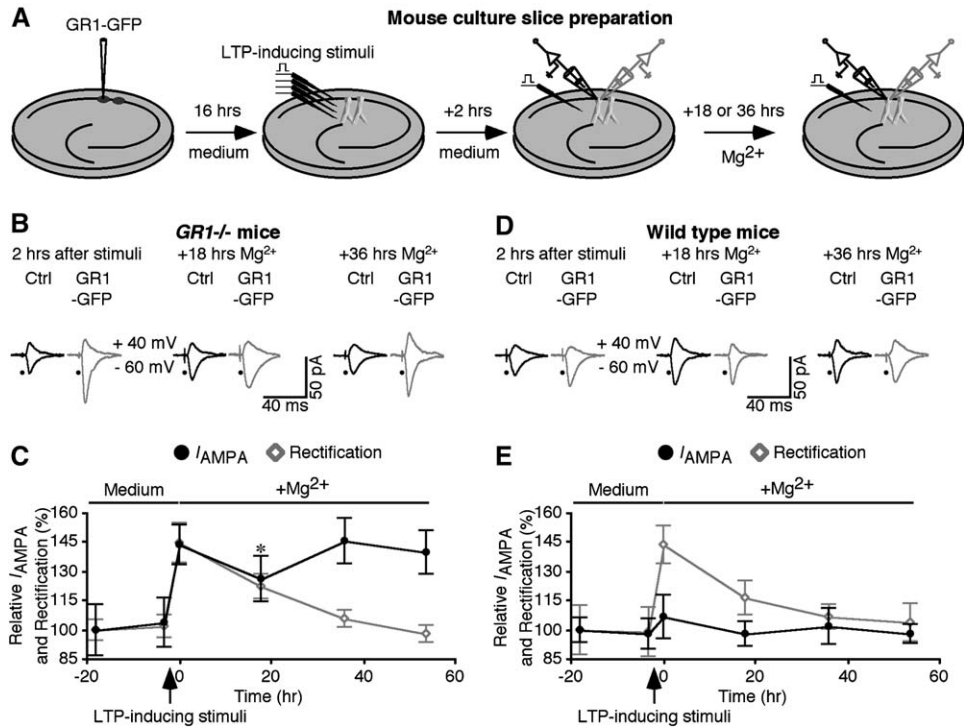 A
Mouse culture slice preparation
GR1-GFP
LTP-inducing stimuli
16 hrs
medium
+2 hrs
medium
+18 or 36 hrs
Mg2+
B
GR1-/- mice
2 hrs after stimuli
+18 hrs Mg2+
+36 hrs Mg2+
Ctrl GR1 -GFP
Ctrl GR1 -GFP
Ctrl GR1 -GFP
+ 40 mV
- 60 mV
50 pA
40 ms
D
Wild type mice
2 hrs after stimuli
+18 hrs Mg2+
+36 hrs Mg2+
Ctrl GR1 -GFP
Ctrl GR1 -GFP
Ctrl GR1 -GFP
+ 40 mV
- 60 mV
50 pA
40 ms
C
IAMPA Rectification
Medium +Mg2+
Relative IAMPA
and Rectification (%)
160
145
130
115
100
85
*
-20 0 20 40 60
Time (hr)
LTP-inducing stimuli
E
IAMPA Rectification
Medium +Mg2+
Relative IAMPA
and Rectification (%)
160
145
130
115
100
85
-20 0 20 40 60
Time (hr)
LTP-inducing stimuli